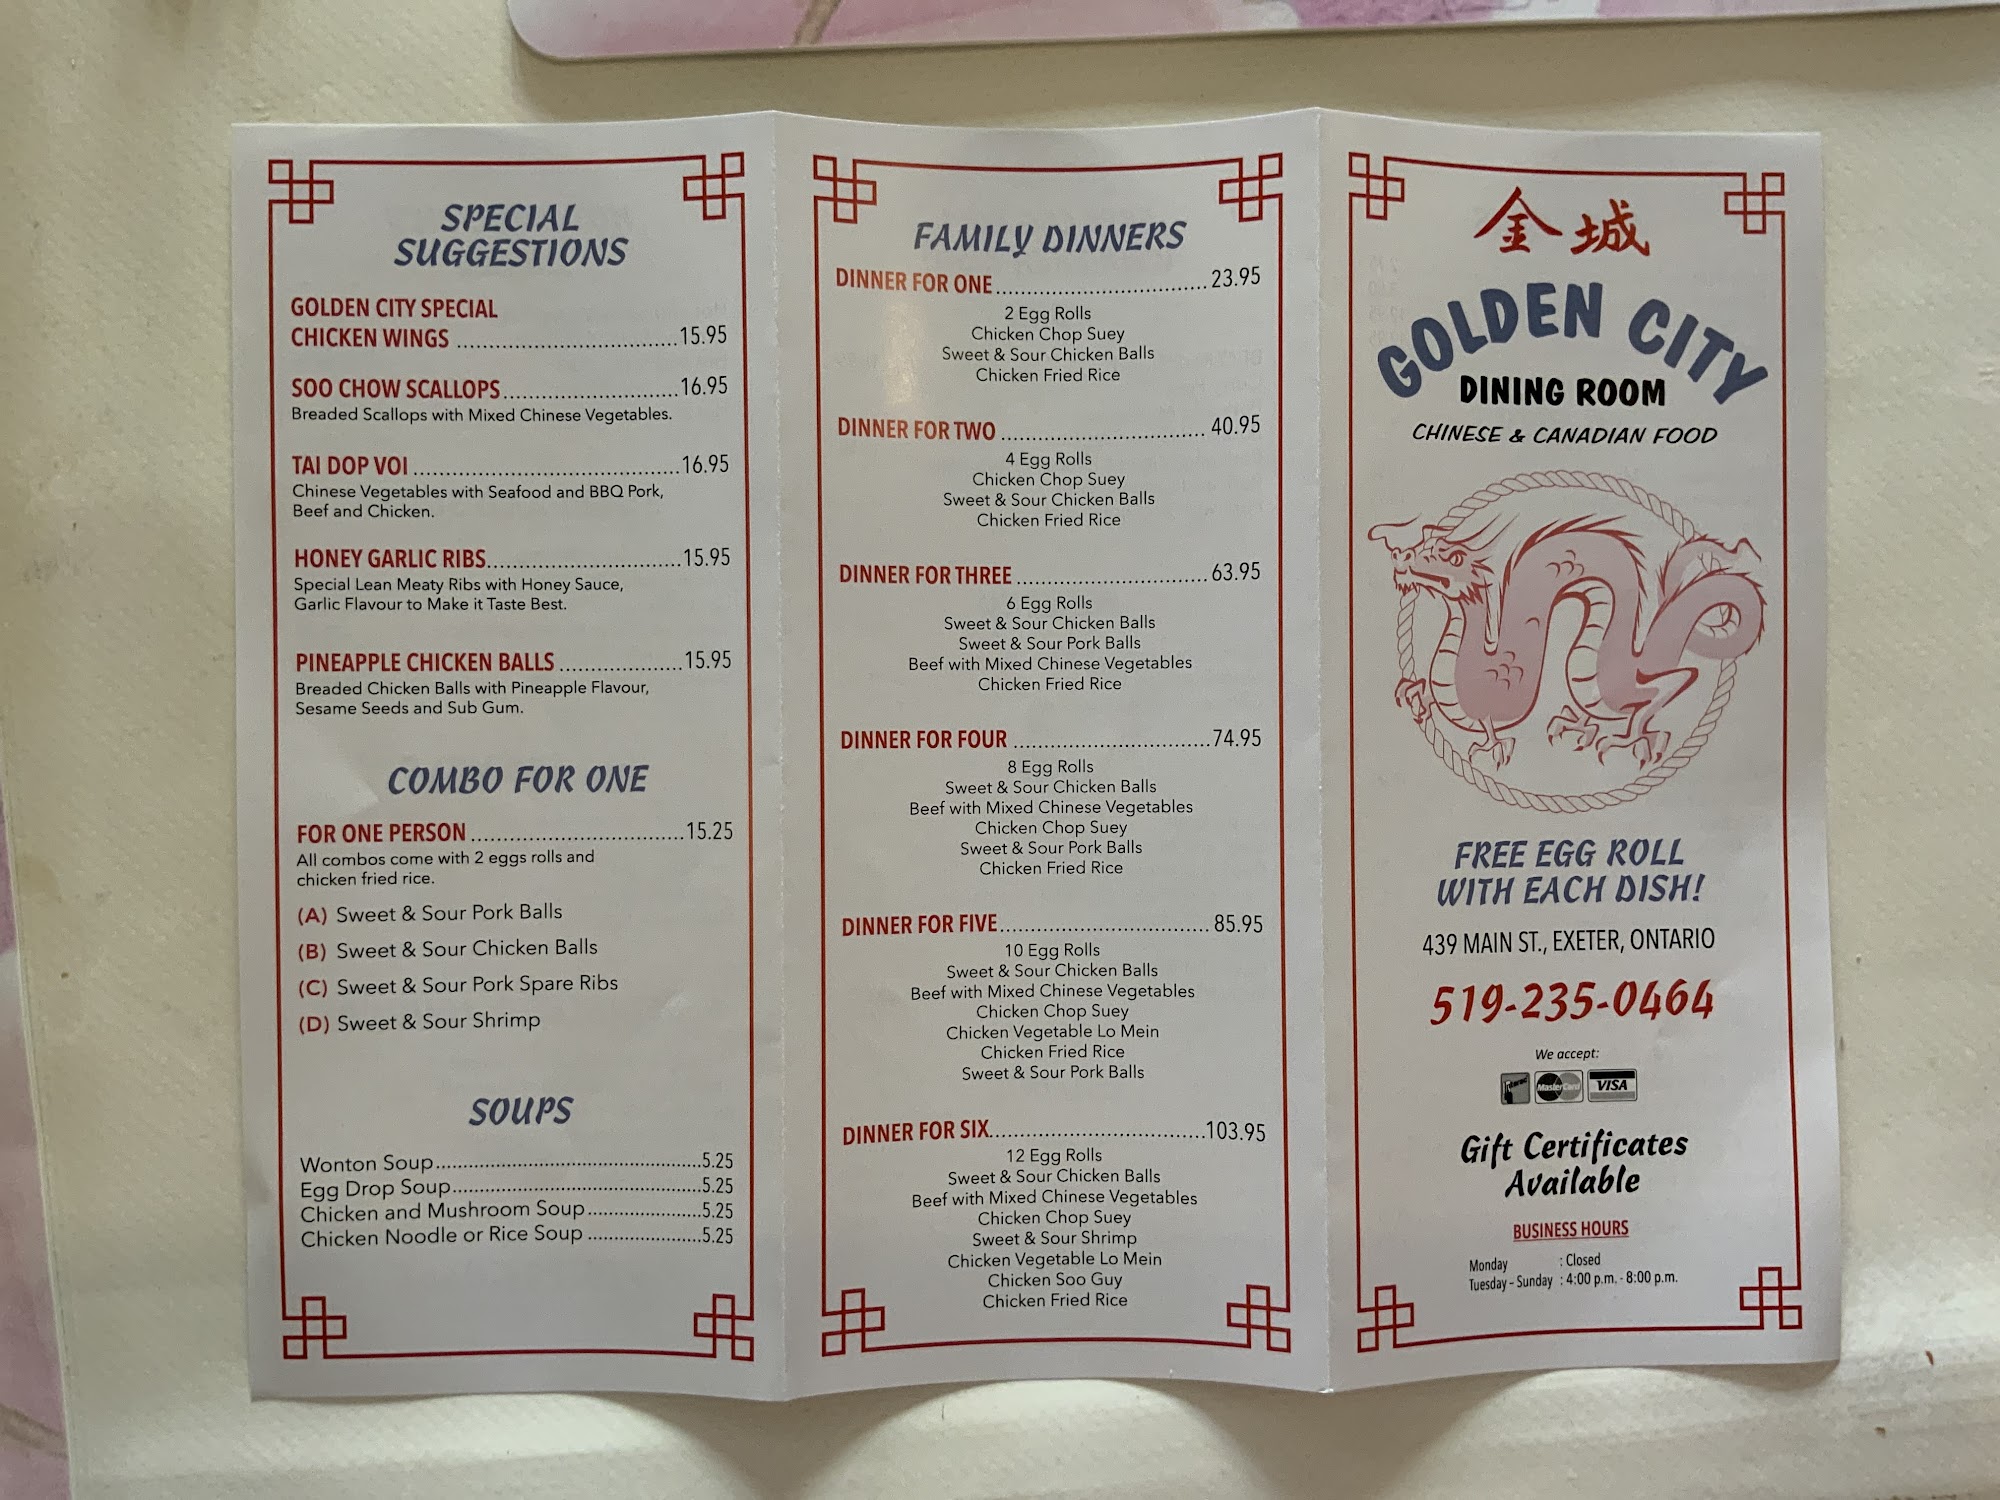 SPECIAL
SUGGESTIONS
GOLDEN CITY SPECIAL
CHICKEN WINGS ........ 15.95
SOO CHOW SCALLOPS ........ 16.95
Breaded Scallops with Mixed Chinese Vegetables.
TAI DOP VOI ........ 16.95
Chinese Vegetables with Seafood and BBQ Pork,
Beef and Chicken.
HONEY GARLIC RIBS ........ 15.95
Special Lean Meaty Ribs with Honey Sauce,
Garlic Flavour to Make it Taste Best.
PINEAPPLE CHICKEN BALLS ........ 15.95
Breaded Chicken Balls with Pineapple Flavour,
Sesame Seeds and Sub Gum.
COMBO FOR ONE
FOR ONE PERSON ........ 15.25
All combos come with 2 eggs rolls and
chicken fried rice.
(A) Sweet & Sour Pork Balls
(B) Sweet & Sour Chicken Balls
(C) Sweet & Sour Pork Spare Ribs
(D) Sweet & Sour Shrimp
SOUPS
Wonton Soup ........ 5.25
Egg Drop Soup ........ 5.25
Chicken and Mushroom Soup ........ 5.25
Chicken Noodle or Rice Soup ........ 5.25
FAMILY DINNERS
DINNER FOR ONE ........ 23.95
2 Egg Rolls
Chicken Chop Suey
Sweet & Sour Chicken Balls
Chicken Fried Rice
DINNER FOR TWO ........ 40.95
4 Egg Rolls
Chicken Chop Suey
Sweet & Sour Chicken Balls
Chicken Fried Rice
DINNER FOR THREE ........ 63.95
6 Egg Rolls
Sweet & Sour Chicken Balls
Sweet & Sour Pork Balls
Beef with Mixed Chinese Vegetables
Chicken Fried Rice
DINNER FOR FOUR ........ 74.95
8 Egg Rolls
Sweet & Sour Chicken Balls
Beef with Mixed Chinese Vegetables
Chicken Chop Suey
Sweet & Sour Pork Balls
Chicken Fried Rice
DINNER FOR FIVE ........ 85.95
10 Egg Rolls
Sweet & Sour Chicken Balls
Beef with Mixed Chinese Vegetables
Chicken Chop Suey
Chicken Vegetable Lo Mein
Chicken Fried Rice
Sweet & Sour Pork Balls
DINNER FOR SIX ........ 103.95
12 Egg Rolls
Sweet & Sour Chicken Balls
Beef with Mixed Chinese Vegetables
Chicken Chop Suey
Sweet & Sour Shrimp
Chicken Vegetable Lo Mein
Chicken Soo Guy
Chicken Fried Rice
金城
GOLDEN CITY
DINING ROOM
CHINESE & CANADIAN FOOD
FREE EGG ROLL
WITH EACH DISH!
439 MAIN ST., EXETER, ONTARIO
519-235-0464
We accept:
MasterCard VISA
Gift Certificates
Available
BUSINESS HOURS
Monday : Closed
Tuesday - Sunday : 4:00 p.m. - 8:00 p.m.